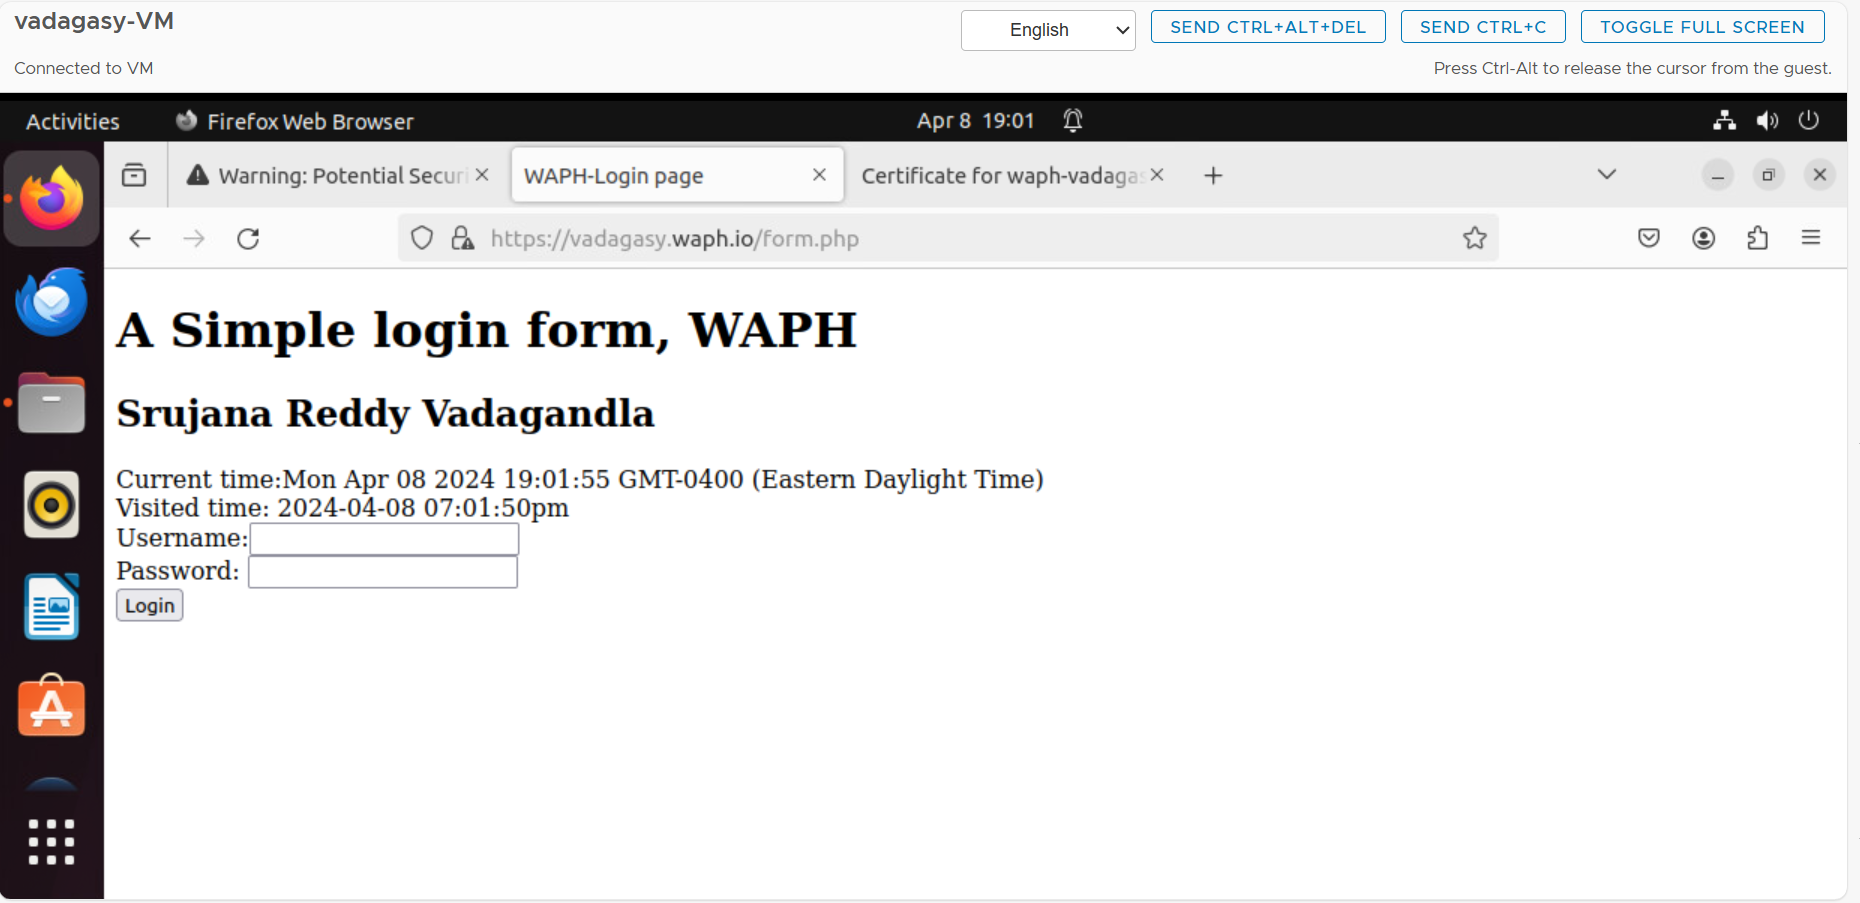 vadagasy-VM
English
SEND CTRL+ALT+DEL
SEND CTRL+C
TOGGLE FULL SCREEN
Connected to VM
Press Ctrl-Alt to release the cursor from the guest.
Activities
Firefox Web Browser
Apr 8 19:01
Warning: Potential Securi
WAPH-Login page
Certificate for waph-vadagas
https://vadagasy.waph.io/form.php
A Simple login form, WAPH
Srujana Reddy Vadagandla
Current time:Mon Apr 08 2024 19:01:55 GMT-0400 (Eastern Daylight Time)
Visited time: 2024-04-08 07:01:50pm
Username:
Password:
Login